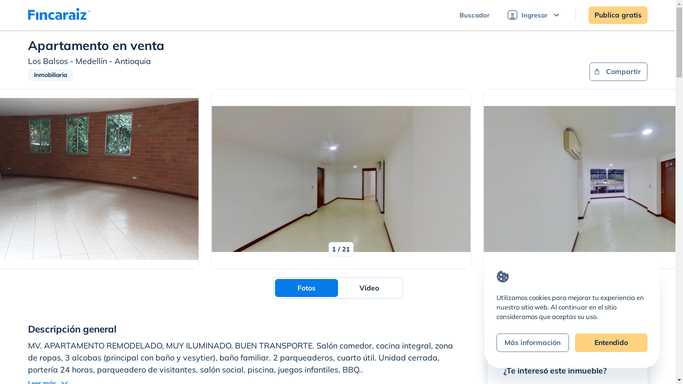 Fincaraiz
Buscador
Ingresar
Publica gratis
Apartamento en venta
Los Balsos - Medellín - Antioquia
Inmobiliaria
Compartir
1 / 21
Fotos
Video
Descripción general
MV. APARTAMENTO REMODELADO, MUY ILUMINADO, BUEN TRANSPORTE. Salón comedor, cocina integral, zona
de ropas, 3 alcobas (principal con baño y vesytier), baño familiar. 2 parqueaderos, cuarto útil. Unidad cerrada,
portería 24 horas, parqueadero de visitantes, salón social, piscina, juegos infantiles, BBQ..
Leer más
Utilizamos cookies para mejorar tu experiencia en
nuestro sitio web. Al continuar en el sitio
consideramos que aceptas su uso.
Más información
Entendido
¿Te interesó este inmueble?